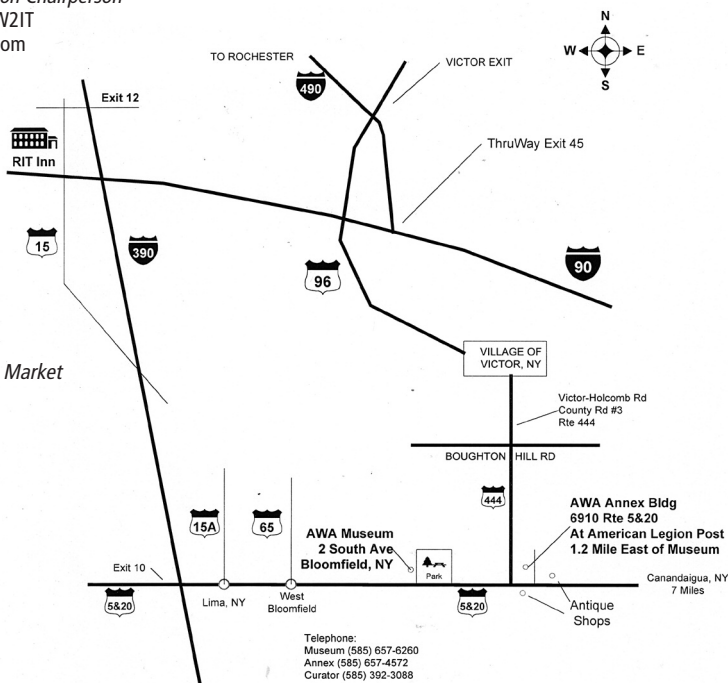 on Chairperson
W2IT
om
N
W E
S
TO ROCHESTER
VICTOR EXIT
490
Exit 12
RIT Inn
ThruWay Exit 45
15
390
96
90
Market
VILLAGE OF
VICTOR, NY
Victor-Holcomb Rd
County Rd #3
Rte 444
BOUGHTON HILL RD
444
15A
65
AWA Museum
2 South Ave
Bloomfield, NY
Park
AWA Annex Bldg
6910 Rte 5&20
At American Legion Post
1.2 Mile East of Museum
Exit 10
5&20
Lima, NY
West
Bloomfield
5&20
Canandaigua, NY
7 Miles
Antique
Shops
Telephone:
Museum (585) 657-6260
Annex (585) 657-4572
Curator (585) 392-3088